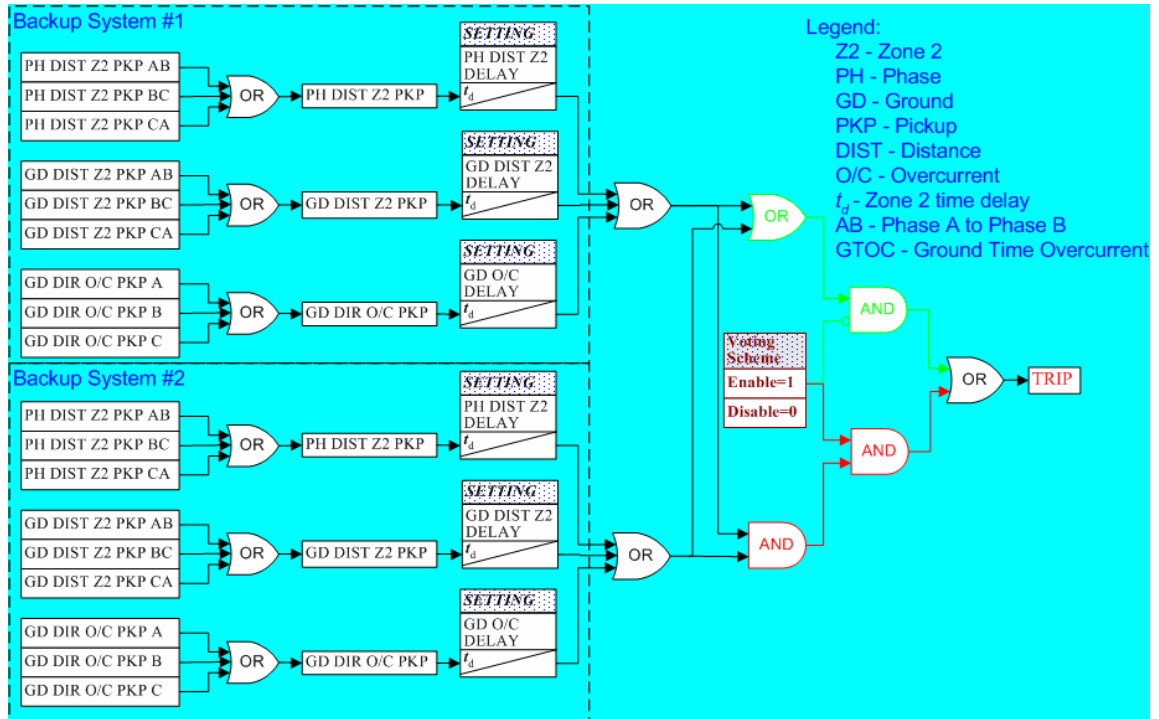 Backup System #1
PH DIST Z2 PKP AB
PH DIST Z2 PKP BC
PH DIST Z2 PKP CA
OR
PH DIST Z2 PKP
SETTING
PH DIST Z2
DELAY
td
GD DIST Z2 PKP AB
GD DIST Z2 PKP BC
GD DIST Z2 PKP CA
OR
GD DIST Z2 PKP
SETTING
GD DIST Z2
DELAY
td
GD DIR O/C PKP A
GD DIR O/C PKP B
GD DIR O/C PKP C
OR
GD DIR O/C PKP
SETTING
GD O/C
DELAY
td
Backup System #2
PH DIST Z2 PKP AB
PH DIST Z2 PKP BC
PH DIST Z2 PKP CA
OR
PH DIST Z2 PKP
SETTING
PH DIST Z2
DELAY
td
GD DIST Z2 PKP AB
GD DIST Z2 PKP BC
GD DIST Z2 PKP CA
OR
GD DIST Z2 PKP
SETTING
GD DIST Z2
DELAY
td
GD DIR O/C PKP A
GD DIR O/C PKP B
GD DIR O/C PKP C
OR
GD DIR O/C PKP
SETTING
GD O/C
DELAY
td
OR
OR
OR
AND
Voting
Scheme
Enable=1
Disable=0
AND
AND
OR
TRIP
Legend:
Z2 - Zone 2
PH - Phase
GD - Ground
PKP - Pickup
DIST - Distance
O/C - Overcurrent
td - Zone 2 time delay
AB - Phase A to Phase B
GTOC - Ground Time Overcurrent